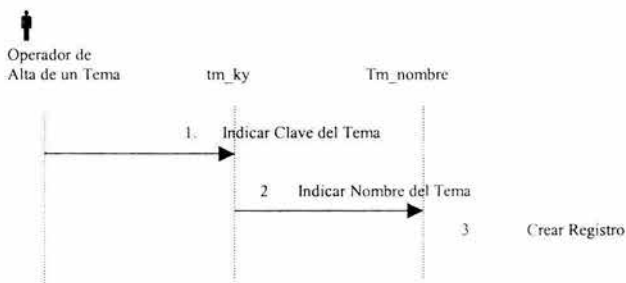 Operador de
Alta de un Tema
tm_ky
Tm_nombre
1. Indicar Clave del Tema
2 Indicar Nombre del Tema
3 Crear Registro